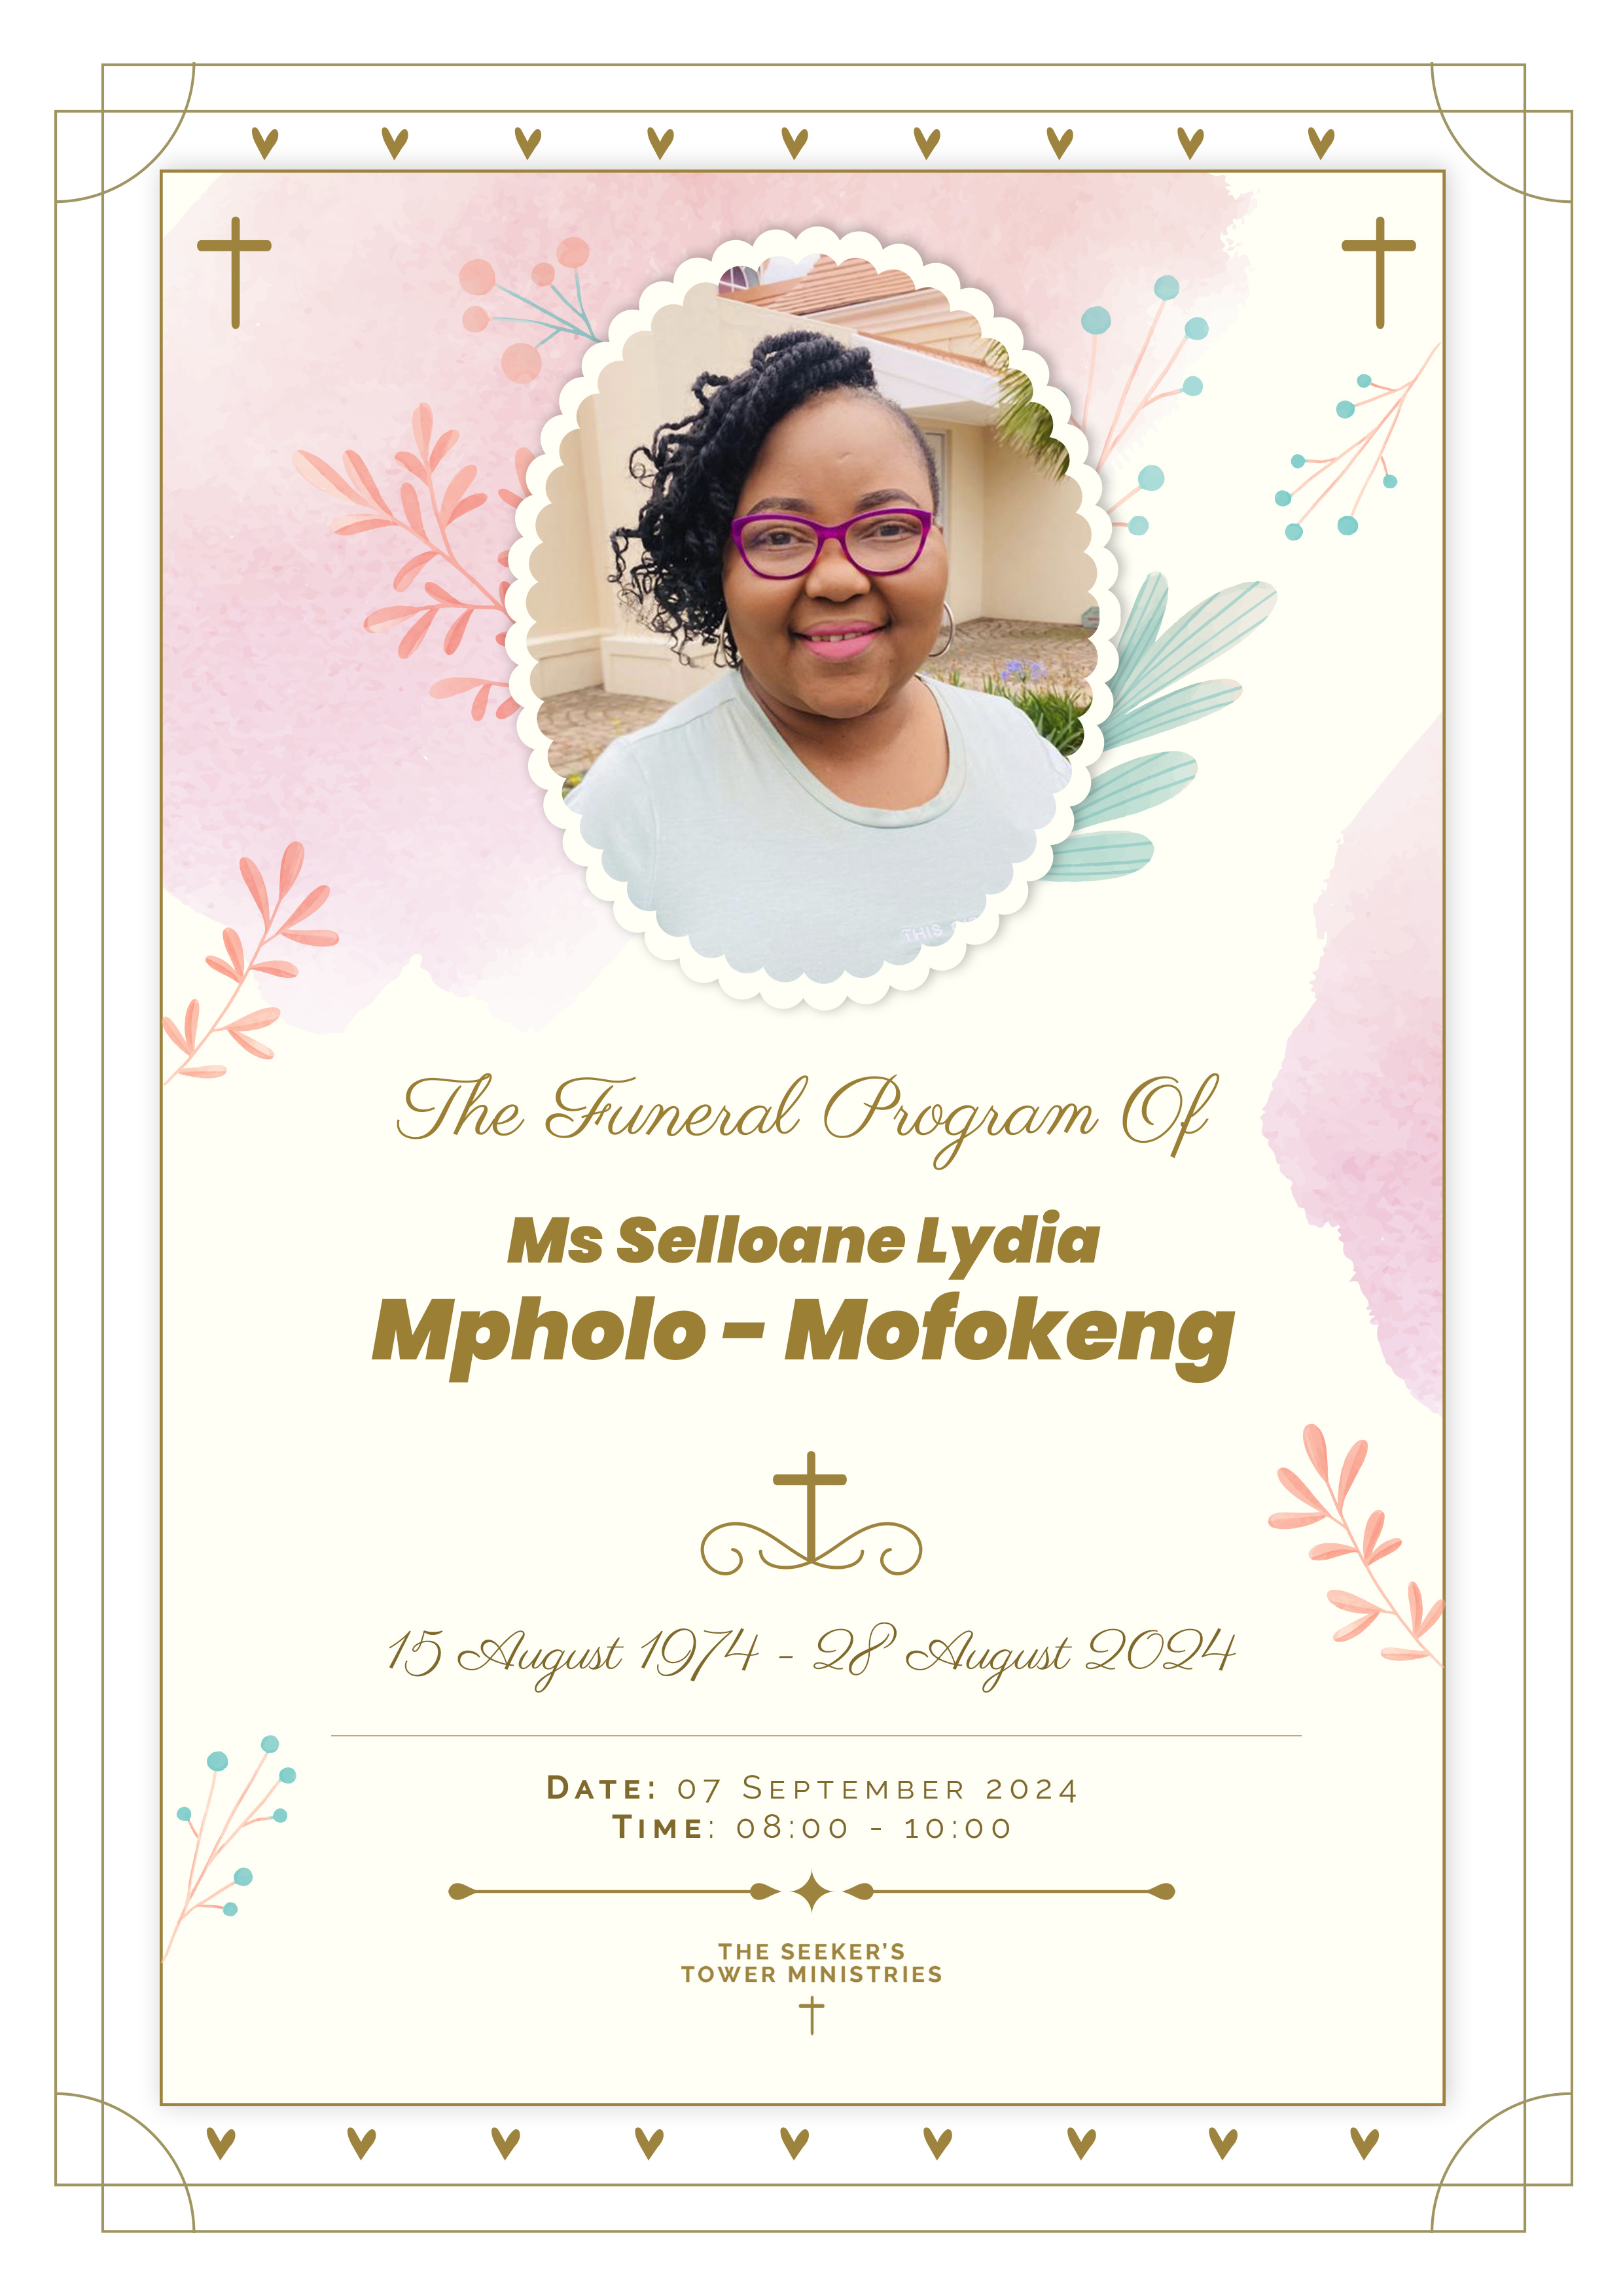 THIS
The Funeral Program Of
Ms Selloane Lydia
Mpholo - Mofokeng
15 August 1974 - 28 August 2024
DATE: 07 SEPTEMBER 2024
TIME: 08:00 - 10:00
THE SEEKER'S
TOWER MINISTRIES